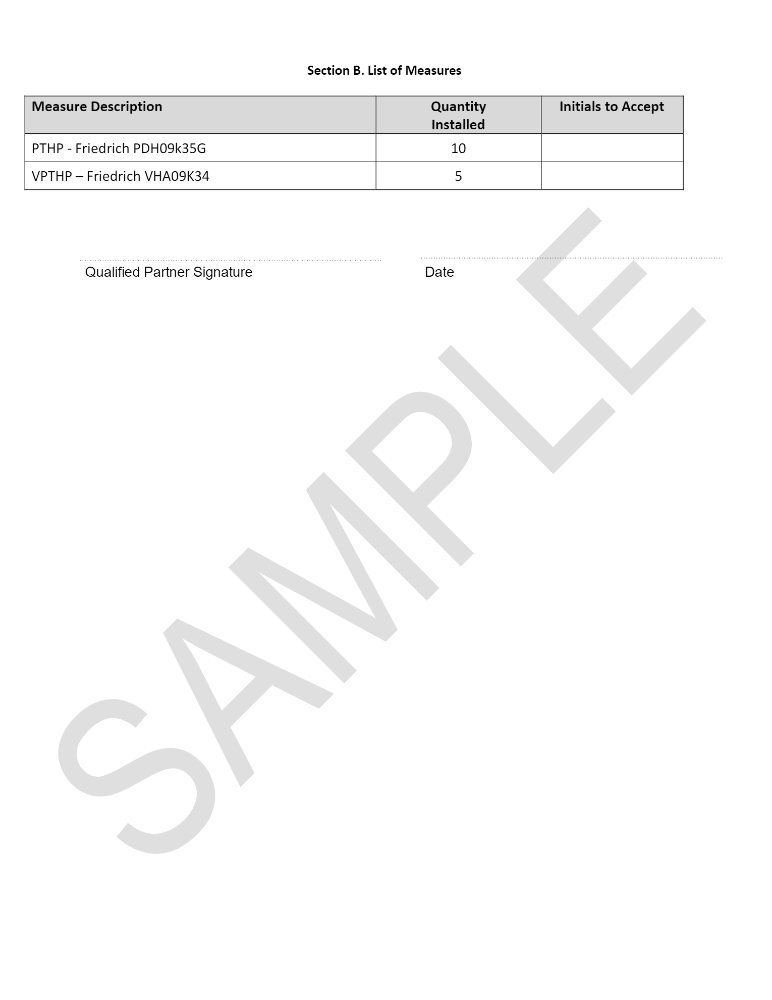 Section B. List of Measures
Measure Description Quantity Installed Initials to Accept
PTHP - Friedrich PDH09k35G 10
VPTHP – Friedrich VHA09K34 5
Qualified Partner Signature Date
SAMPLE